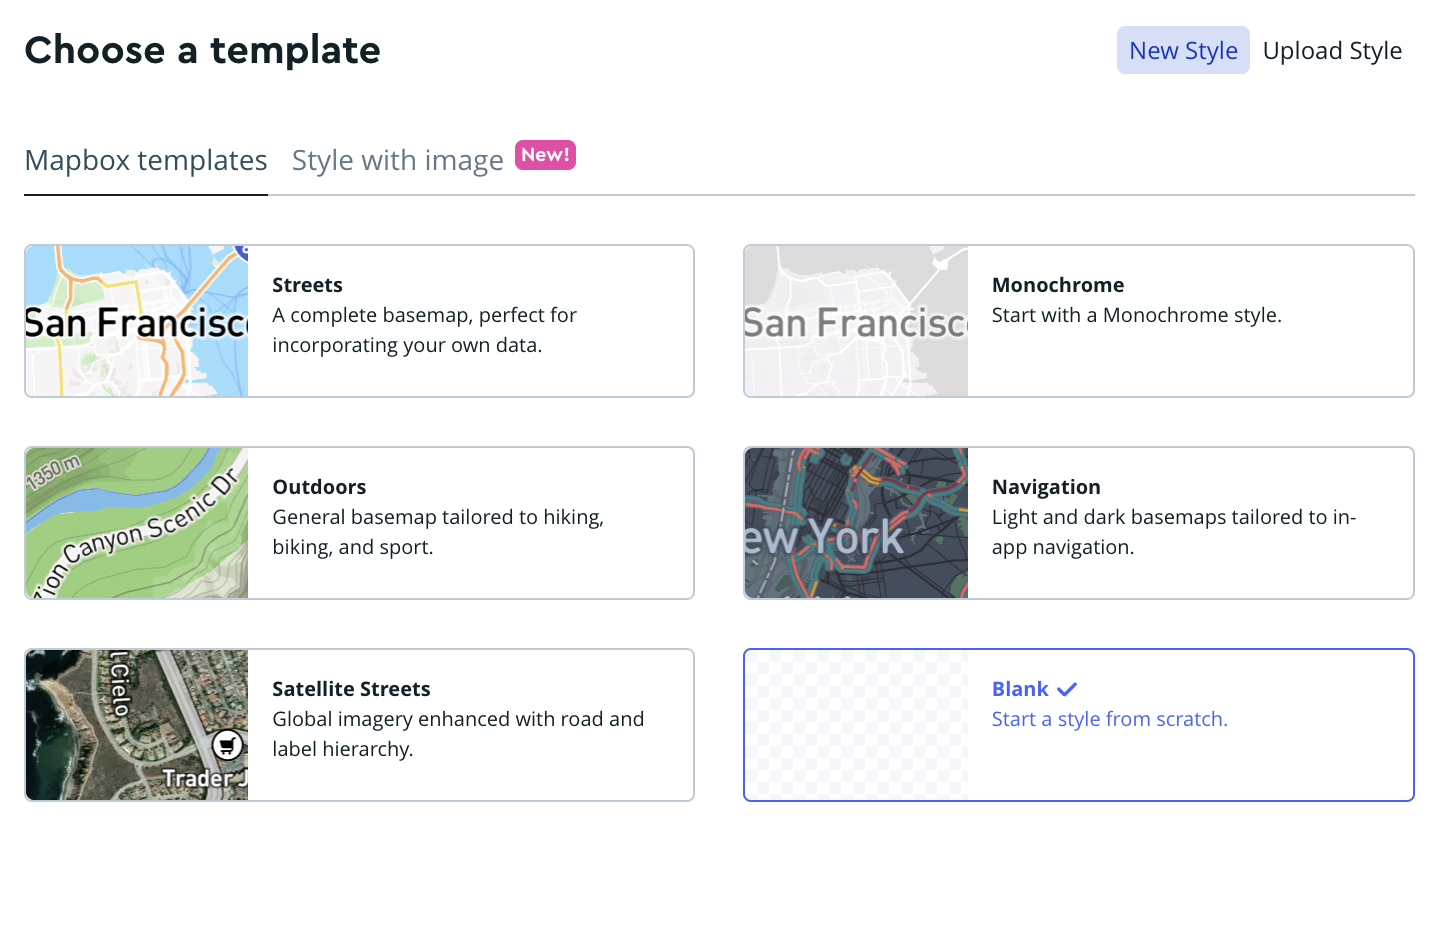 Choose a template
New Style
Upload Style
Mapbox templates
Style with image
New!
San Francisc
Streets
A complete basemap, perfect for
incorporating your own data.
San Francisc
Monochrome
Start with a Monochrome style.
1350 m
Zion Canyon Scenic Dr
Outdoors
General basemap tailored to hiking,
biking, and sport.
ew York
Navigation
Light and dark basemaps tailored to in-
app navigation.
l Cielo
Trader J
Satellite Streets
Global imagery enhanced with road and
label hierarchy.
Blank
Start a style from scratch.